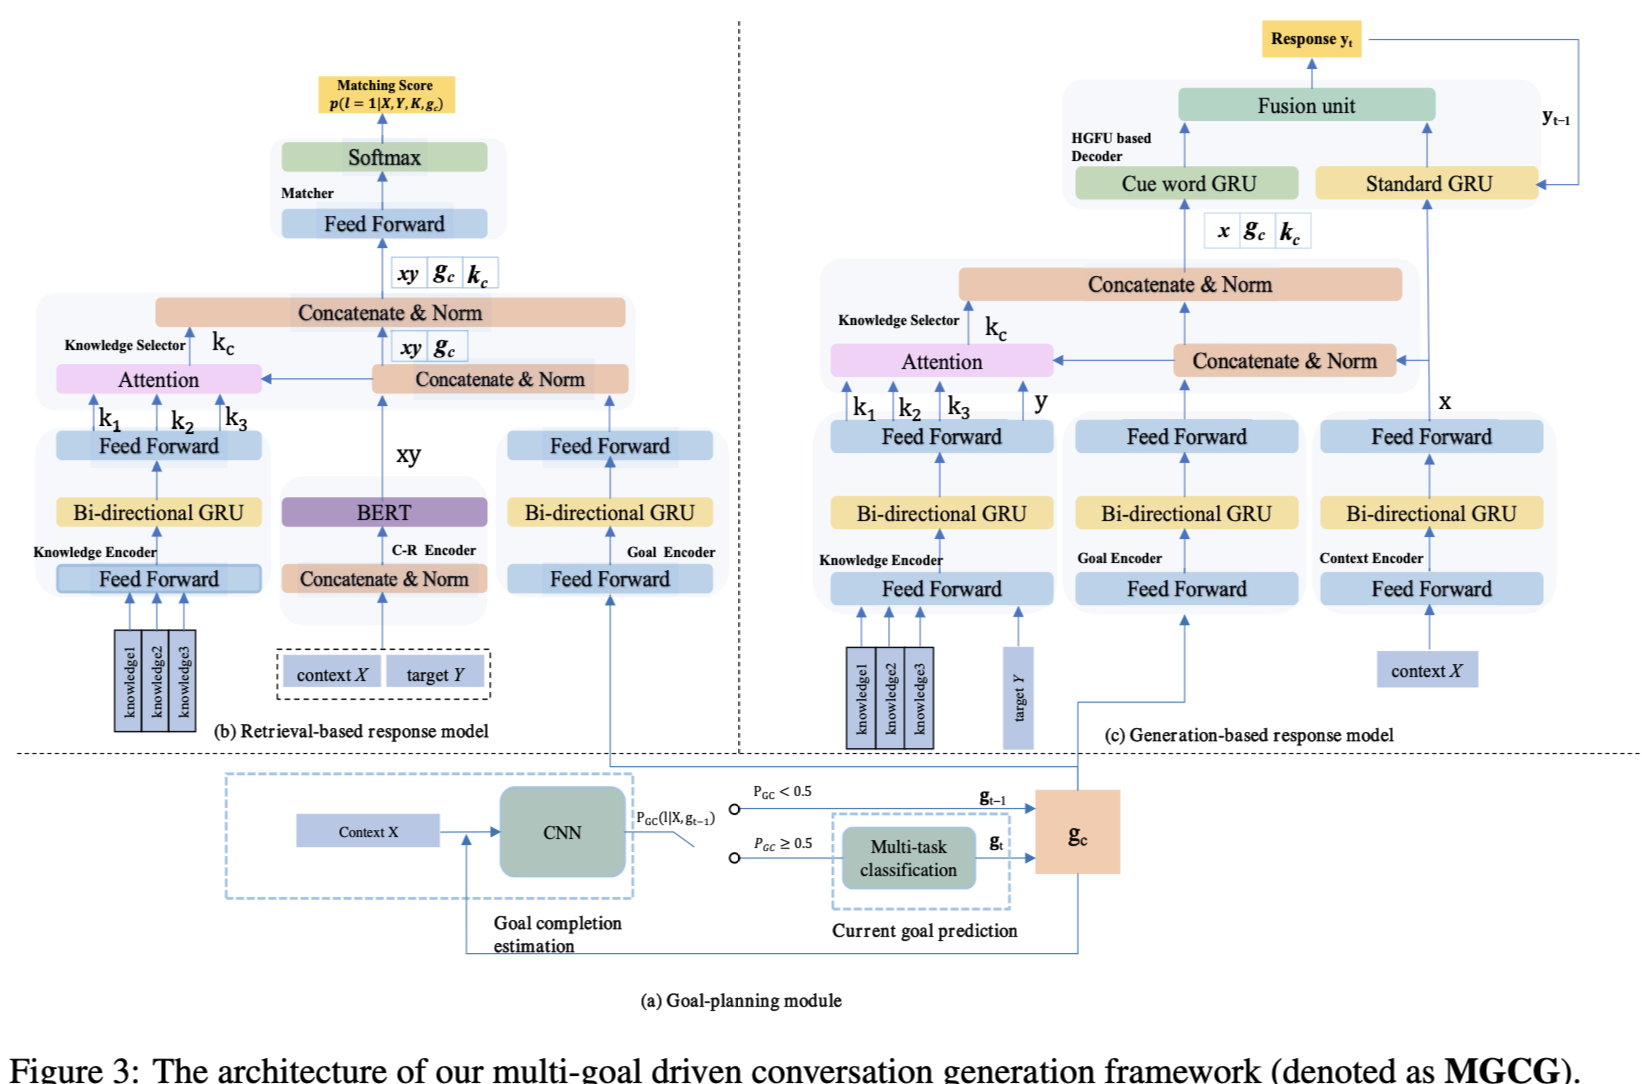 Matching Score
p(l = 1|X, Y, K, g_c)
Softmax
Matcher
Feed Forward
xy g_c k_c
Concatenate & Norm
Knowledge Selector
k_c
xy g_c
Attention
Concatenate & Norm
k_1 k_2 k_3
Feed Forward
xy
Feed Forward
Bi-directional GRU
BERT
Bi-directional GRU
Knowledge Encoder
C-R Encoder
Goal Encoder
Feed Forward
Concatenate & Norm
Feed Forward
knowledge1
knowledge2
knowledge3
context X
target Y
(b) Retrieval-based response model
Response y_t
Fusion unit
y_{t−1}
HGFU based
Decoder
Cue word GRU
Standard GRU
x g_c k_c
Concatenate & Norm
Knowledge Selector
k_c
Attention
Concatenate & Norm
k_1 k_2 k_3 y
x
Feed Forward
Feed Forward
Feed Forward
Bi-directional GRU
Bi-directional GRU
Bi-directional GRU
Knowledge Encoder
Goal Encoder
Context Encoder
Feed Forward
Feed Forward
Feed Forward
knowledge1
knowledge2
knowledge3
target Y
context X
(c) Generation-based response model
Context X
CNN
P_GC(l|X, g_{t−1})
P_GC < 0.5
g_{t−1}
P_GC ≥ 0.5
Multi-task
classification
g_t
g_c
Goal completion
estimation
Current goal prediction
(a) Goal-planning module
Figure 3: The architecture of our multi-goal driven conversation generation framework (denoted as MGCG).